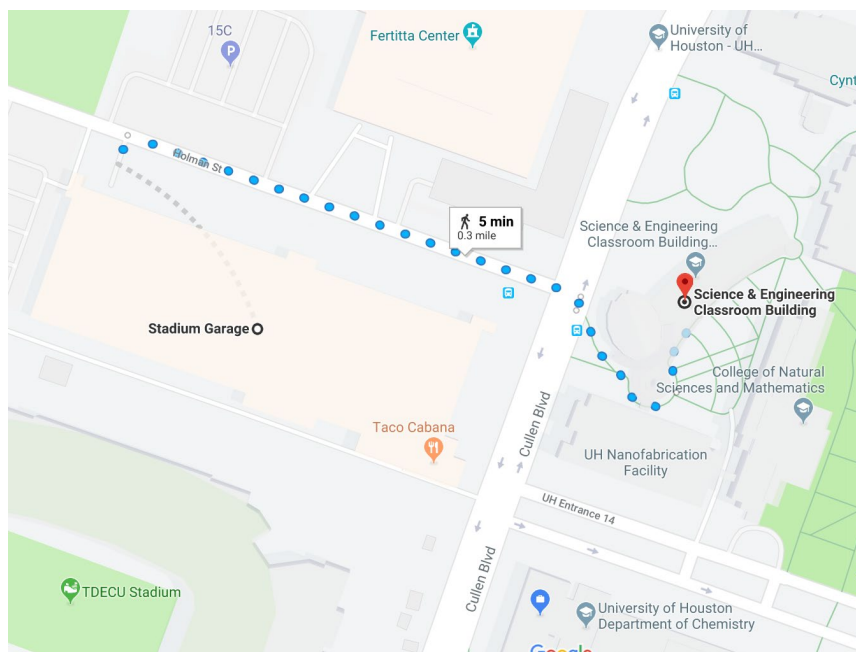 15C
P
Fertitta Center
University of
Houston - UH...
Cynt
Holman St
5 min
0.3 mile
Science & Engineering
Classroom Building...
Science & Engineering
Classroom Building
Stadium Garage
College of Natural
Sciences and Mathematics
Cullen Blvd
Taco Cabana
UH Nanofabrication
Facility
UH Entrance 14
Cullen Blvd
TDECU Stadium
University of Houston
Department of Chemistry
Google